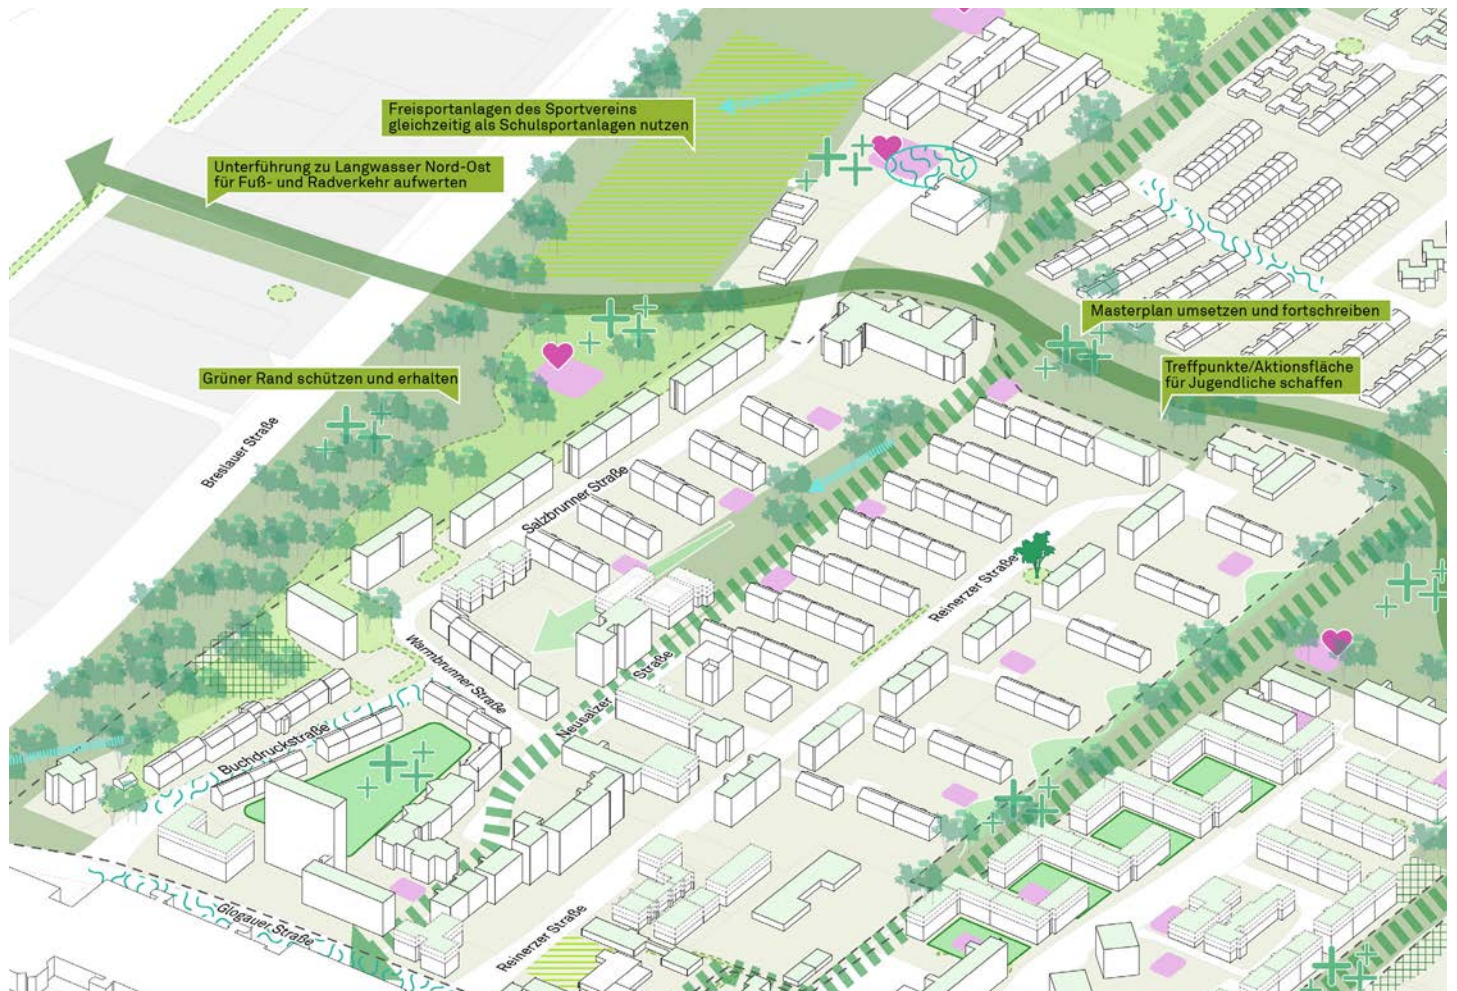 Freisportanlagen des Sportvereins
gleichzeitig als Schulsportanlagen nutzen
Unterführung zu Langwasser Nord-Ost
für Fuß- und Radverkehr aufwerten
Masterplan umsetzen und fortschreiben
Treffpunkte/Aktionsfläche
für Jugendliche schaffen
Grüner Rand schützen und erhalten
Breslauer Straße
Salzbrunner Straße
Reinerzer Straße
Warmbrunner Straße
Neusalzer Straße
Buchdruckstraße
Glogauer Straße
Reinerzer Straße